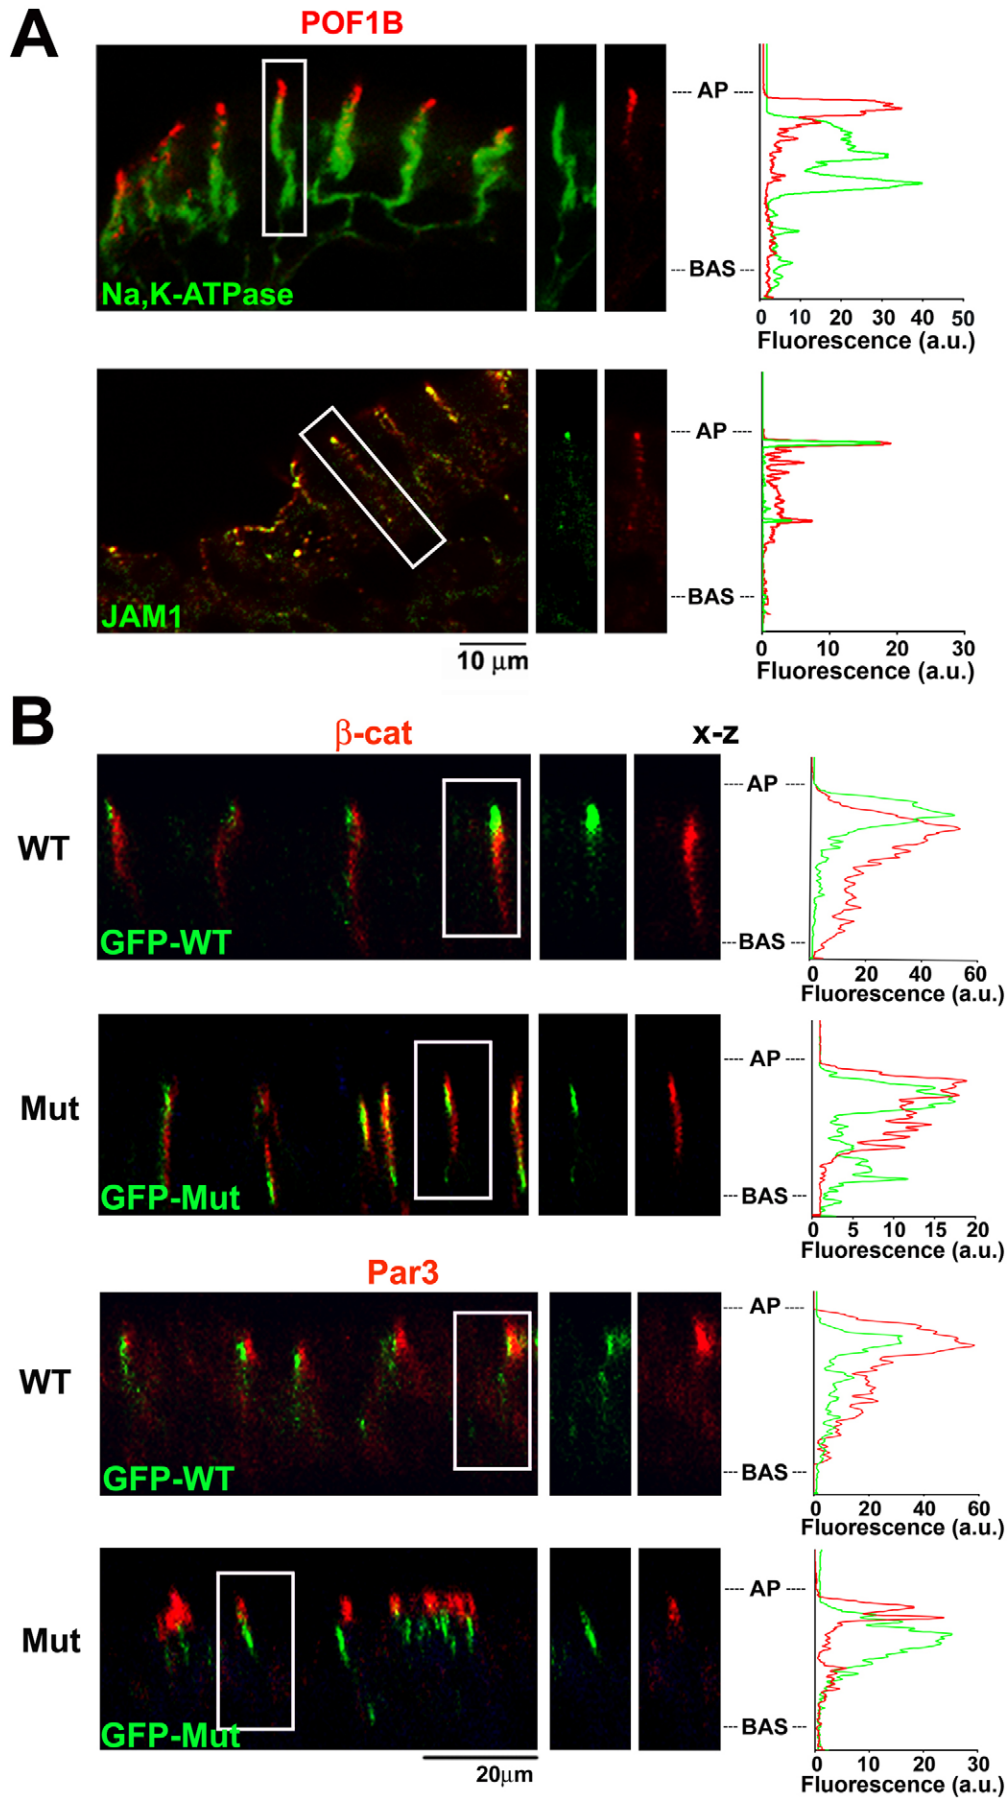 A
POF1B
Na,K-ATPase
--- AP ---
-- BAS --
0 10 20 30 40 50
Fluorescence (a.u.)
JAM1
--- AP ---
--BAS --
0 10 20 30
Fluorescence (a.u.)
10 μm
B
β-cat
x-z
WT
GFP-WT
---- AP ----
--BAS --
0 20 40 60
Fluorescence (a.u.)
Mut
GFP-Mut
---- AP ----
--BAS --
0 5 10 15 20
Fluorescence (a.u.)
Par3
WT
GFP-WT
---- AP ----
--BAS --
0 20 40 60
Fluorescence (a.u.)
Mut
GFP-Mut
---- AP ----
--BAS --
0 10 20 30
Fluorescence (a.u.)
20μm